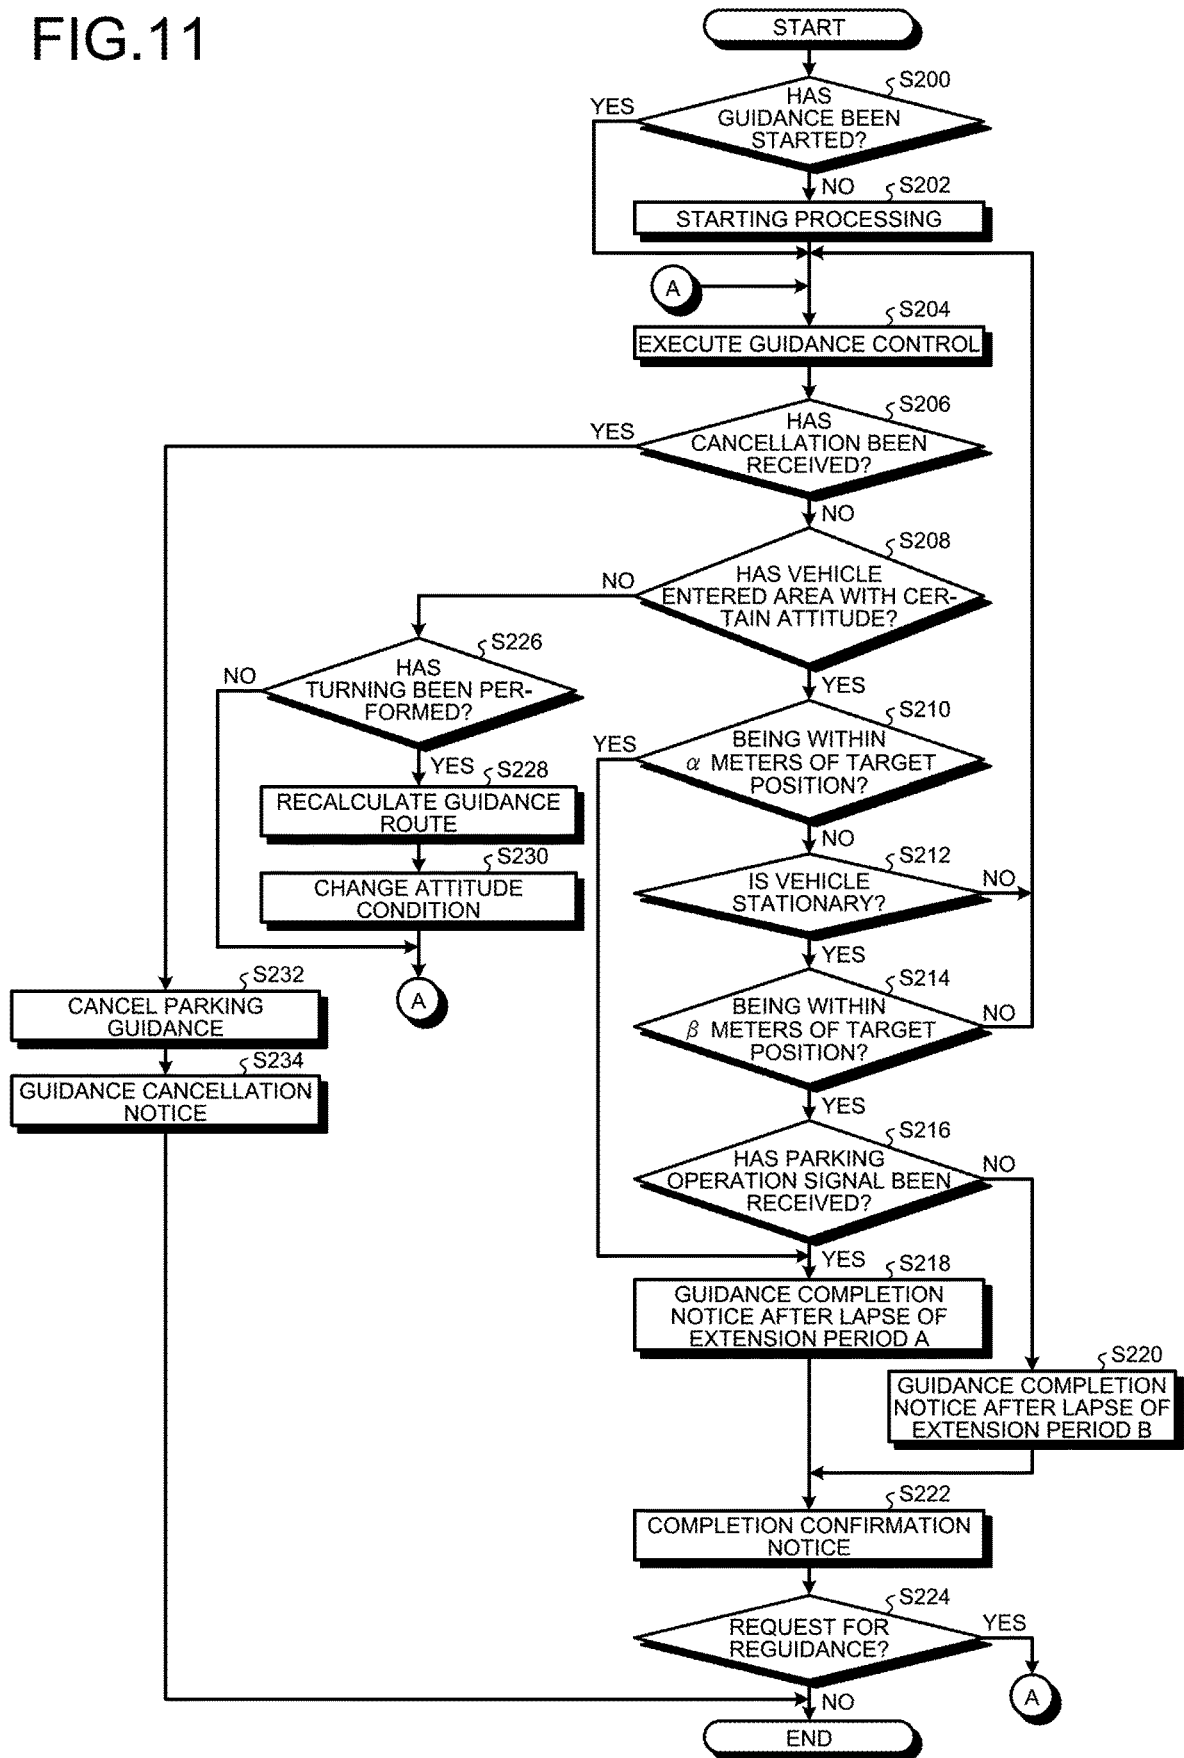 FIG.11
START
S200
HAS
GUIDANCE BEEN
STARTED?
YES
NO
S202
STARTING PROCESSING
A
S204
EXECUTE GUIDANCE CONTROL
S206
HAS
CANCELLATION BEEN
RECEIVED?
YES
NO
S208
HAS VEHICLE
ENTERED AREA WITH CER-
TAIN ATTITUDE?
NO
YES
S226
HAS
TURNING BEEN PER-
FORMED?
NO
YES
S228
RECALCULATE GUIDANCE
ROUTE
S230
CHANGE ATTITUDE
CONDITION
A
S210
BEING WITHIN
α METERS OF TARGET
POSITION?
YES
NO
S212
IS VEHICLE
STATIONARY?
NO
YES
S214
BEING WITHIN
β METERS OF TARGET
POSITION?
NO
YES
S232
CANCEL PARKING
GUIDANCE
S234
GUIDANCE CANCELLATION
NOTICE
S216
HAS PARKING
OPERATION SIGNAL BEEN
RECEIVED?
NO
YES
S218
GUIDANCE COMPLETION
NOTICE AFTER LAPSE OF
EXTENSION PERIOD A
S220
GUIDANCE COMPLETION
NOTICE AFTER LAPSE OF
EXTENSION PERIOD B
S222
COMPLETION CONFIRMATION
NOTICE
S224
REQUEST FOR
REGUIDANCE?
YES
A
NO
END